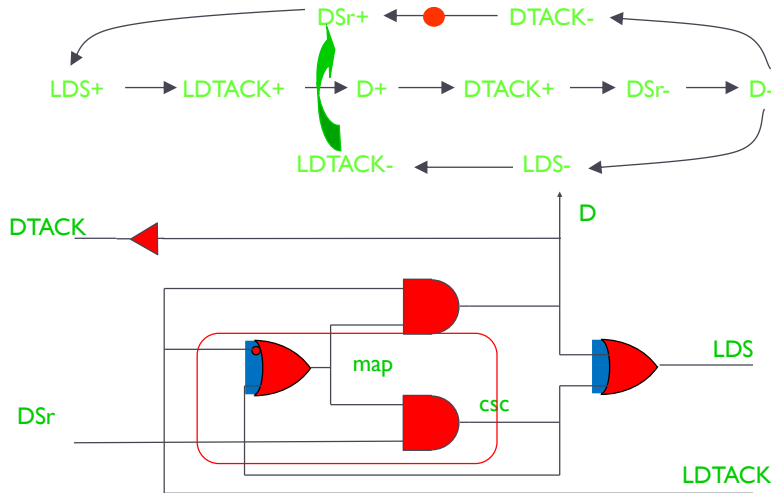 DSr+ DTACK-
LDS+ LDTACK+ D+ DTACK+ DSr- D-
LDTACK- LDS-
D
DTACK
LDS
map
csc
DSr
LDTACK